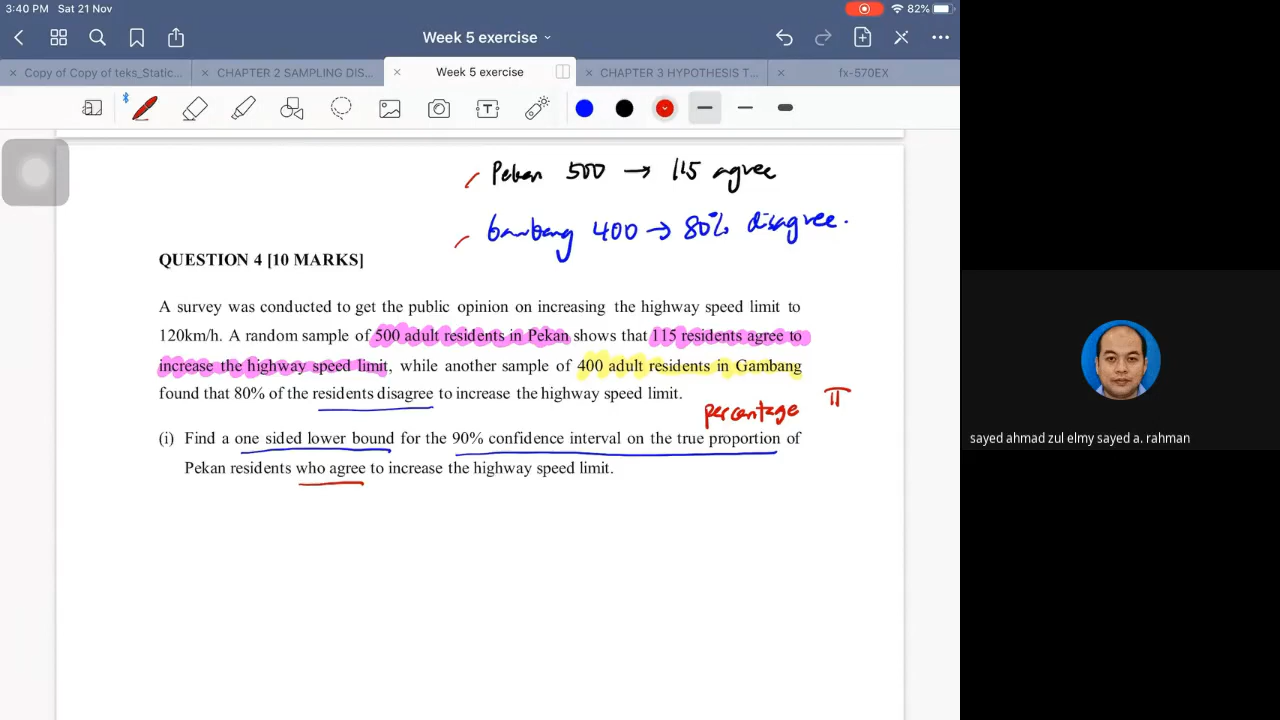 3:40 PM Sat 21 Nov
82%
Week 5 exercise
Copy of Copy of teks_Static...
CHAPTER 2 SAMPLING DIS...
Week 5 exercise
CHAPTER 3 HYPOTHESIS T...
fx-570EX
Pekan 500 → 115 agree
Gambang 400 → 80% disagree.
QUESTION 4 [10 MARKS]
A survey was conducted to get the public opinion on increasing the highway speed limit to
120km/h. A random sample of 500 adult residents in Pekan shows that 115 residents agree to
increase the highway speed limit, while another sample of 400 adult residents in Gambang
found that 80% of the residents disagree to increase the highway speed limit.
percentage π
(i) Find a one sided lower bound for the 90% confidence interval on the true proportion of
Pekan residents who agree to increase the highway speed limit.
sayed ahmad zul elmy sayed a. rahman